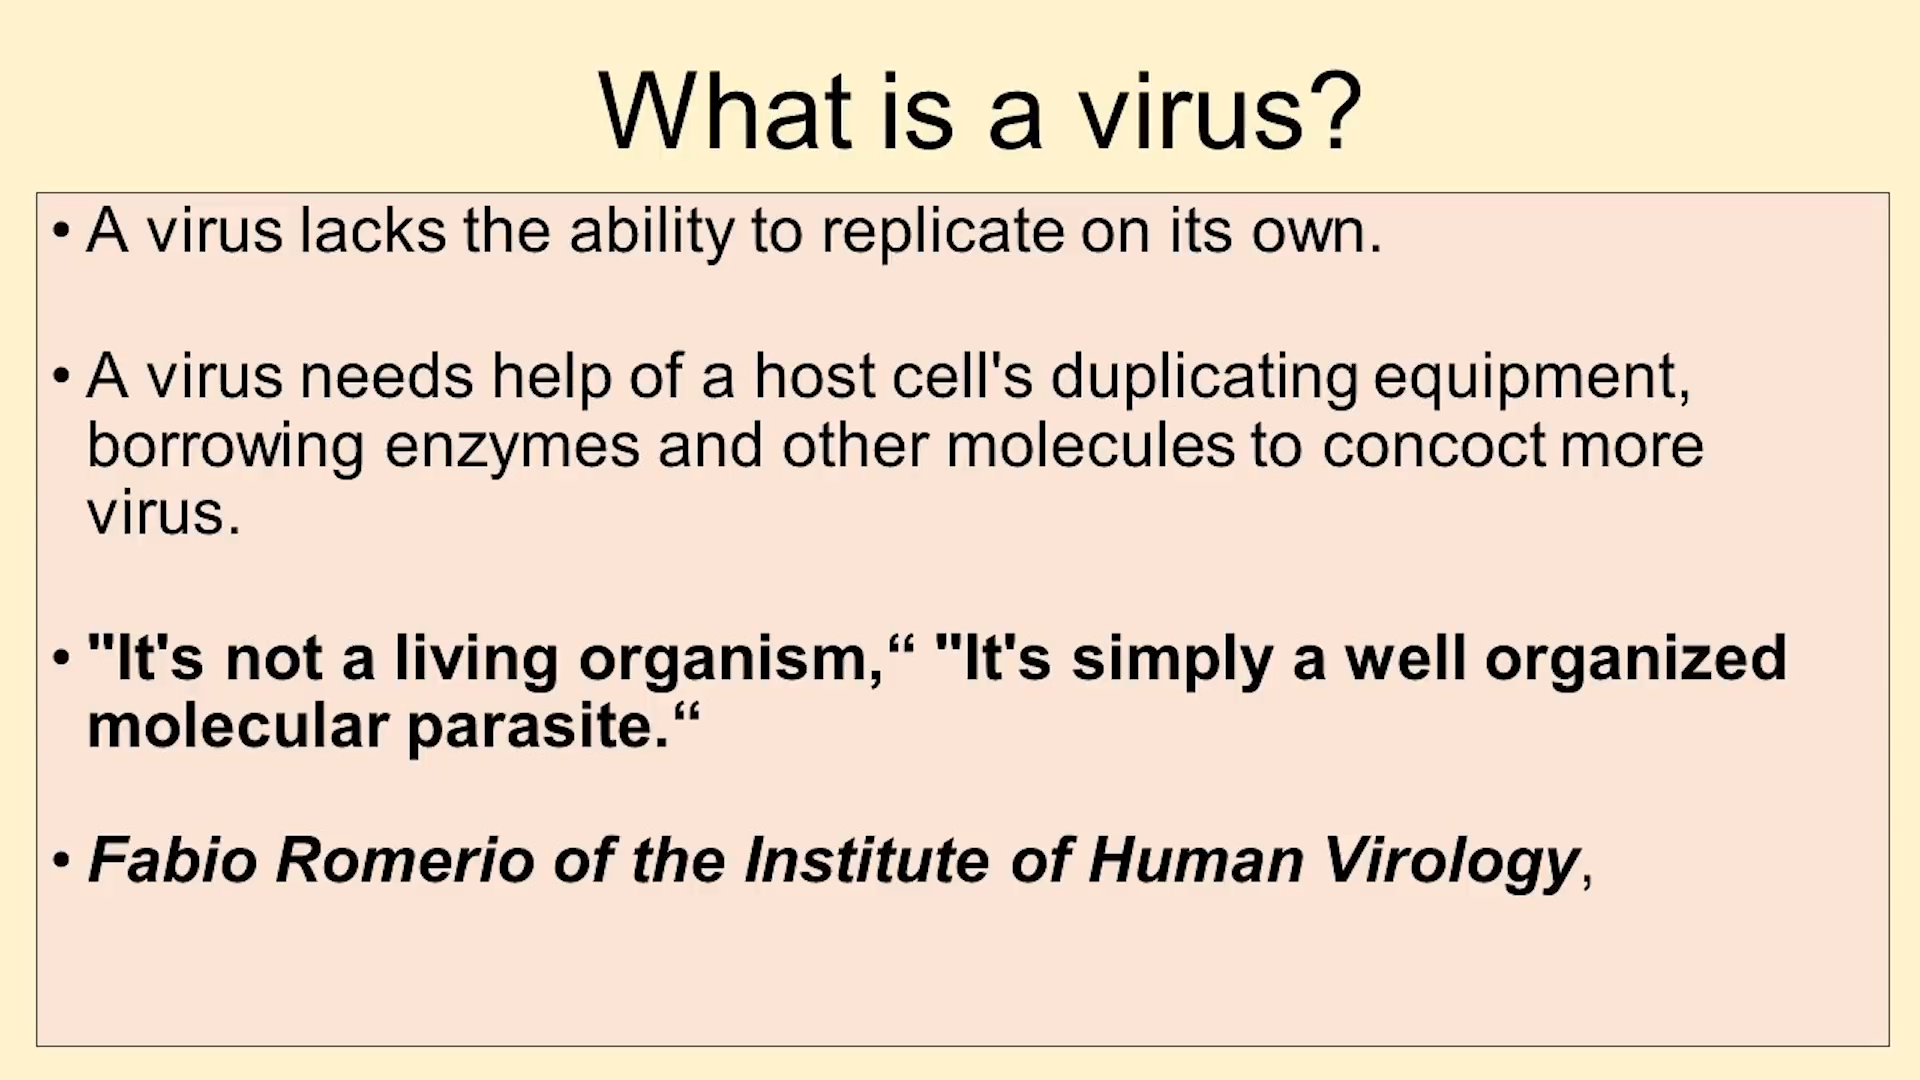 What is a virus?
• A virus lacks the ability to replicate on its own.
• A virus needs help of a host cell's duplicating equipment,
borrowing enzymes and other molecules to concoct more
virus.
• "It's not a living organism,“ "It's simply a well organized
molecular parasite.“
• Fabio Romerio of the Institute of Human Virology,